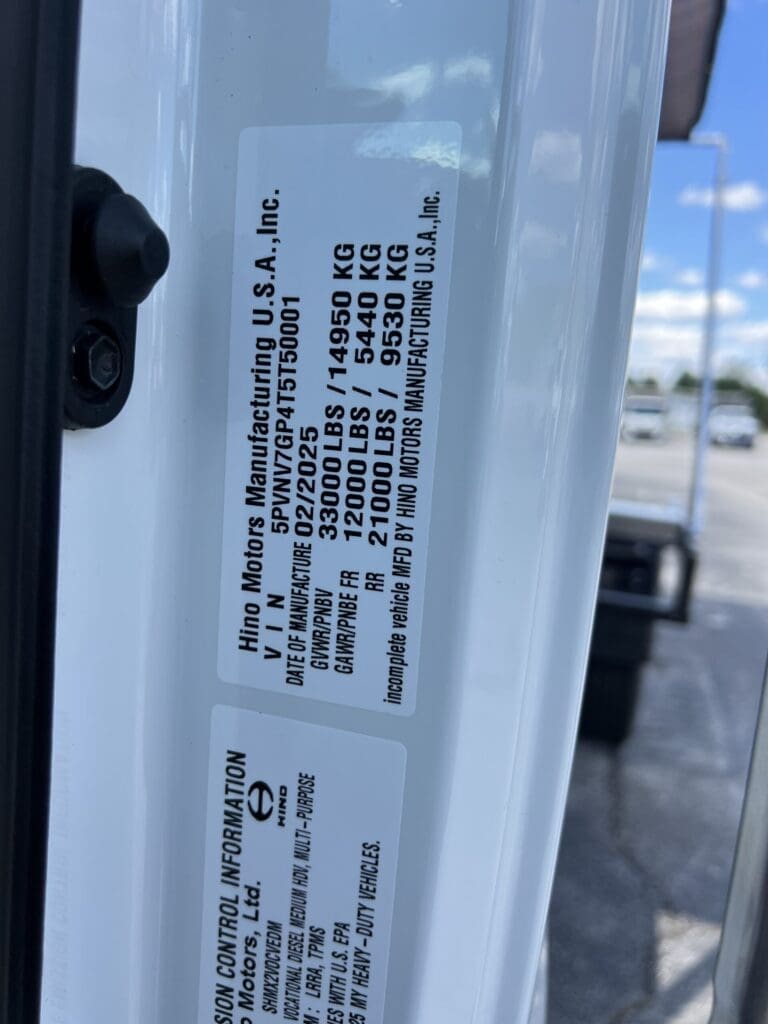 Hino Motors Manufacturing U.S.A.,Inc.
VIN 5PVNV7GP4T5T50001
DATE OF MANUFACTURE 02/2025
GVWR/PNBV 33000 LBS /14950 KG
GAWR/PNBE FR 12000 LBS / 5440 KG
RR 21000 LBS / 9530 KG
incomplete vehicle MFD BY HINO MOTORS MANUFACTURING U.S.A.,Inc.
SION CONTROL INFORMATION
o Motors, Ltd.
HINO
SHMXX2VOCVEDM
VOCATIONAL DIESEL MEDIUM HDV, MULTI-PURPOSE
M : LRRA, TPMS
ES WITH U.S. EPA
25 MY HEAVY-DUTY VEHICLES.